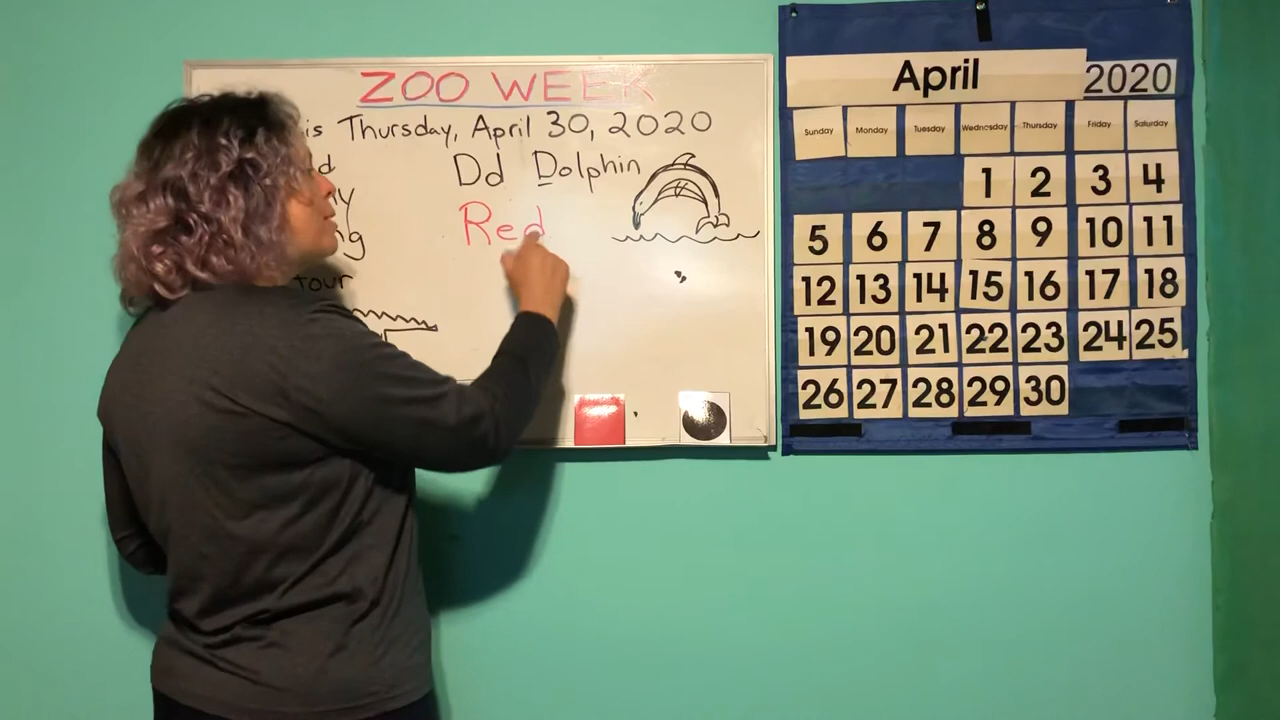 ZOO WEEK
is Thursday, April 30, 2020
Dd Dolphin
Red
tour
April 2020
Sunday Monday Tuesday Wednesday Thursday Friday Saturday
1 2 3 4
5 6 7 8 9 10 11
12 13 14 15 16 17 18
19 20 21 22 23 24 25
26 27 28 29 30